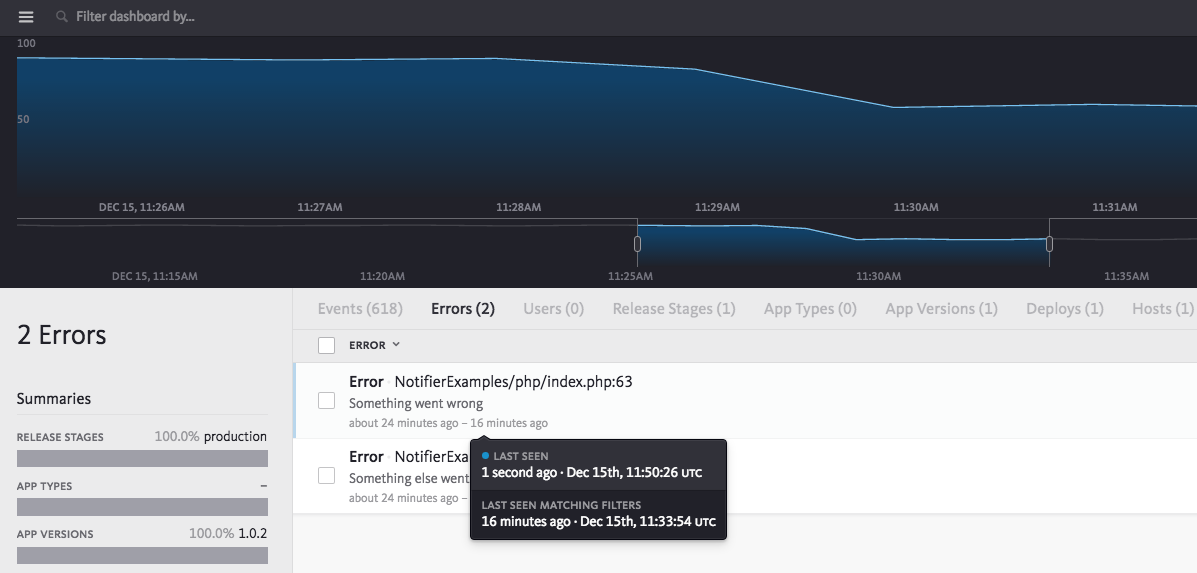 Filter dashboard by...
100
50
DEC 15, 11:26AM 11:27AM 11:28AM 11:29AM 11:30AM 11:31AM
DEC 15, 11:15AM 11:20AM 11:25AM 11:30AM 11:35AM
2 Errors
Summaries
RELEASE STAGES 100.0% production
APP TYPES –
APP VERSIONS 100.0% 1.0.2
Events (618) Errors (2) Users (0) Release Stages (1) App Types (0) App Versions (1) Deploys (1) Hosts (1)
ERROR
Error · NotifierExamples/php/index.php:63
Something went wrong
about 24 minutes ago – 16 minutes ago
Error · NotifierExa
Something else went
about 24 minutes ago –
LAST SEEN
1 second ago · Dec 15th, 11:50:26 UTC
LAST SEEN MATCHING FILTERS
16 minutes ago · Dec 15th, 11:33:54 UTC